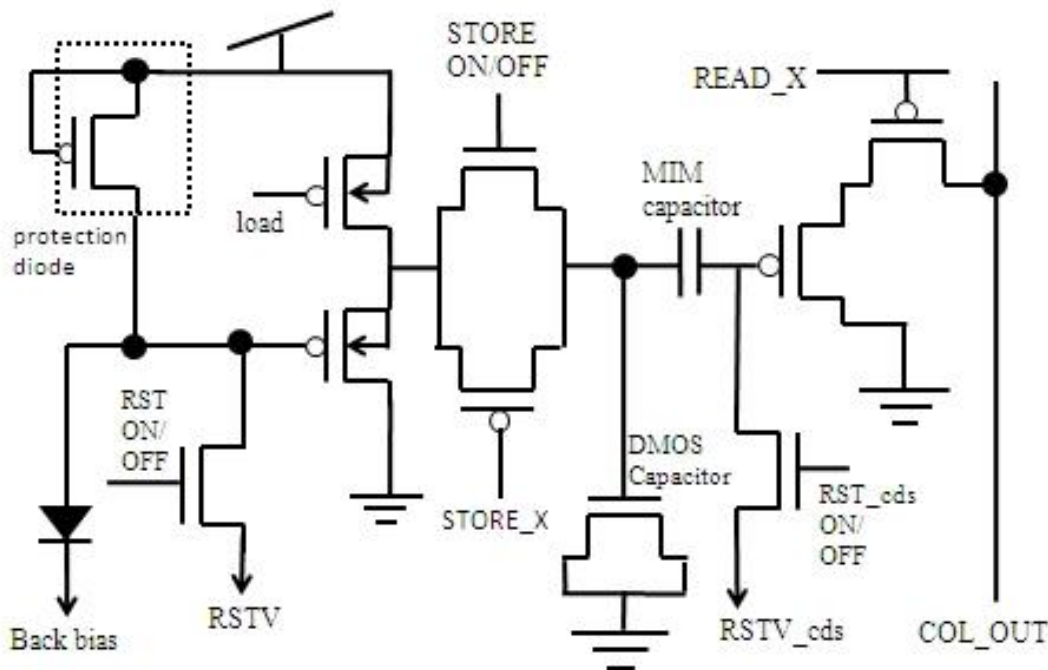 STORE
ON/OFF
READ_X
MIM
capacitor
load
protection
diode
RST
ON/
OFF
DMOS
Capacitor
RST_cds
ON/
OFF
STORE_X
RSTV
Back bias
RSTV_cds
COL_OUT